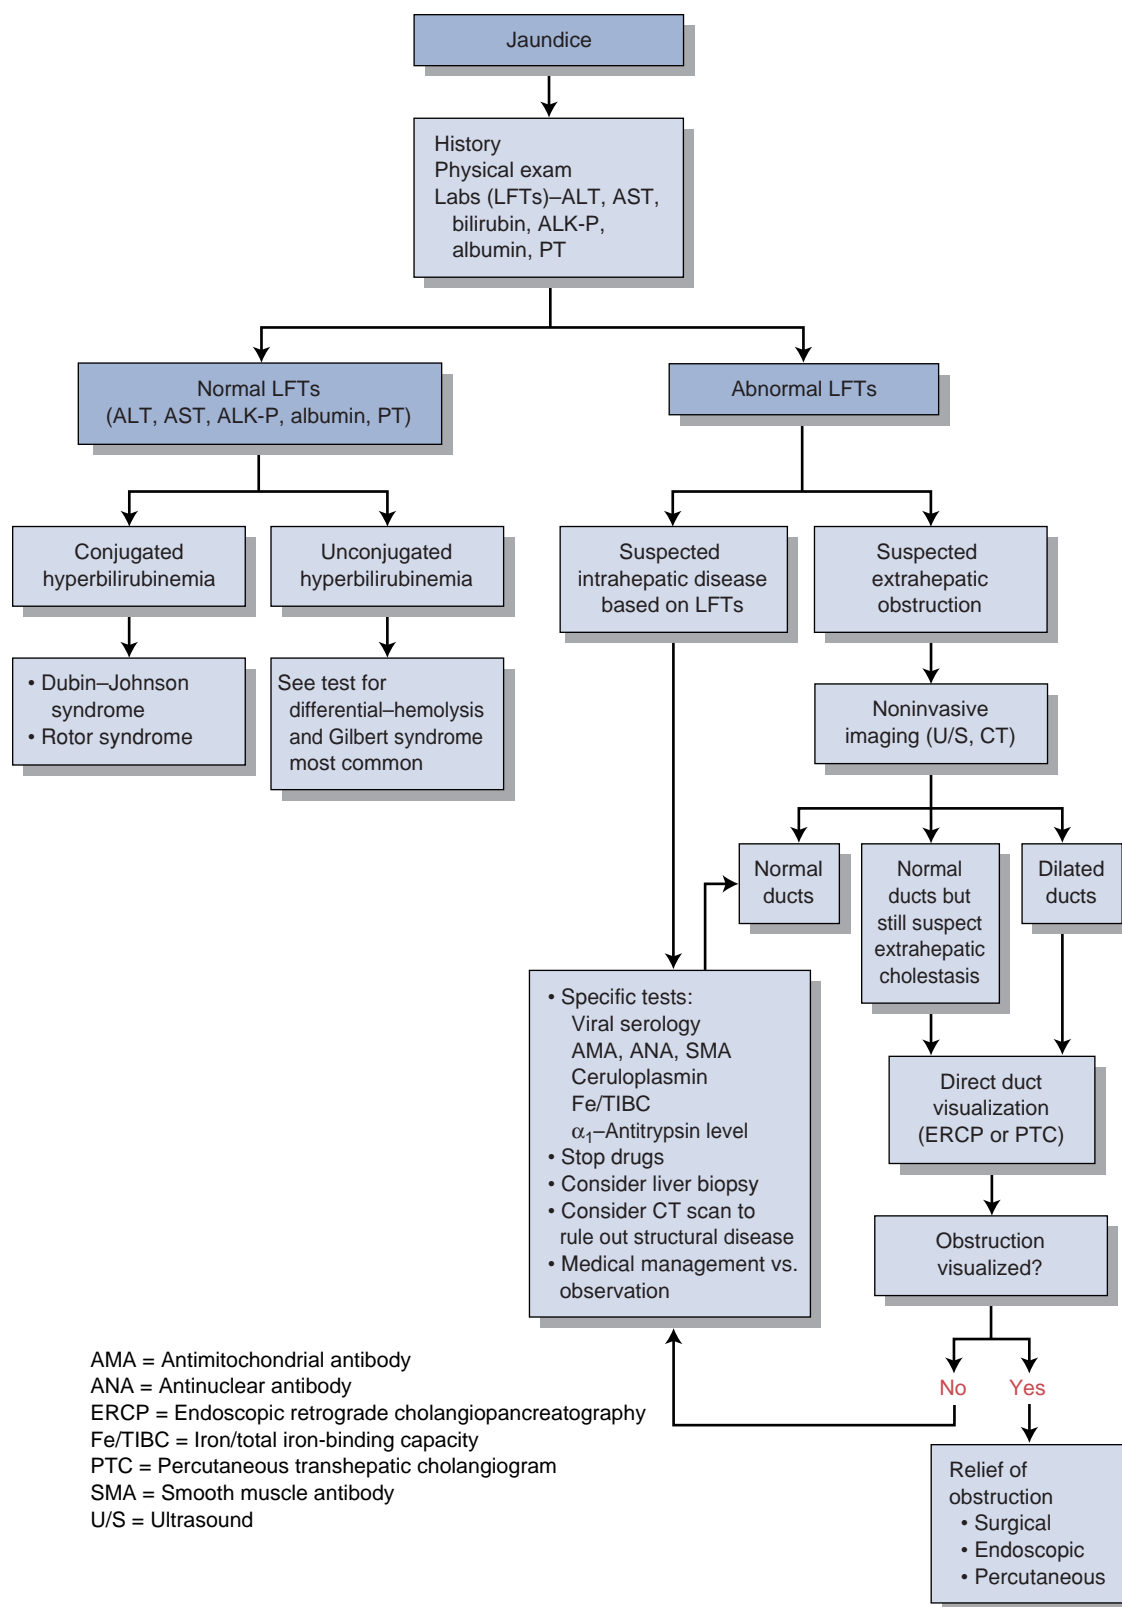 Jaundice
History
Physical exam
Labs (LFTs)–ALT, AST,
bilirubin, ALK-P,
albumin, PT
Normal LFTs
(ALT, AST, ALK-P, albumin, PT)
Abnormal LFTs
Conjugated
hyperbilirubinemia
Unconjugated
hyperbilirubinemia
Suspected
intrahepatic disease
based on LFTs
Suspected
extrahepatic
obstruction
• Dubin–Johnson
syndrome
• Rotor syndrome
See test for
differential–hemolysis
and Gilbert syndrome
most common
Noninvasive
imaging (U/S, CT)
Normal
ducts
Normal
ducts but
still suspect
extrahepatic
cholestasis
Dilated
ducts
• Specific tests:
Viral serology
AMA, ANA, SMA
Ceruloplasmin
Fe/TIBC
α1–Antitrypsin level
• Stop drugs
• Consider liver biopsy
• Consider CT scan to
rule out structural disease
• Medical management vs.
observation
Direct duct
visualization
(ERCP or PTC)
Obstruction
visualized?
No
Yes
Relief of
obstruction
• Surgical
• Endoscopic
• Percutaneous
AMA = Antimitochondrial antibody
ANA = Antinuclear antibody
ERCP = Endoscopic retrograde cholangiopancreatography
Fe/TIBC = Iron/total iron-binding capacity
PTC = Percutaneous transhepatic cholangiogram
SMA = Smooth muscle antibody
U/S = Ultrasound